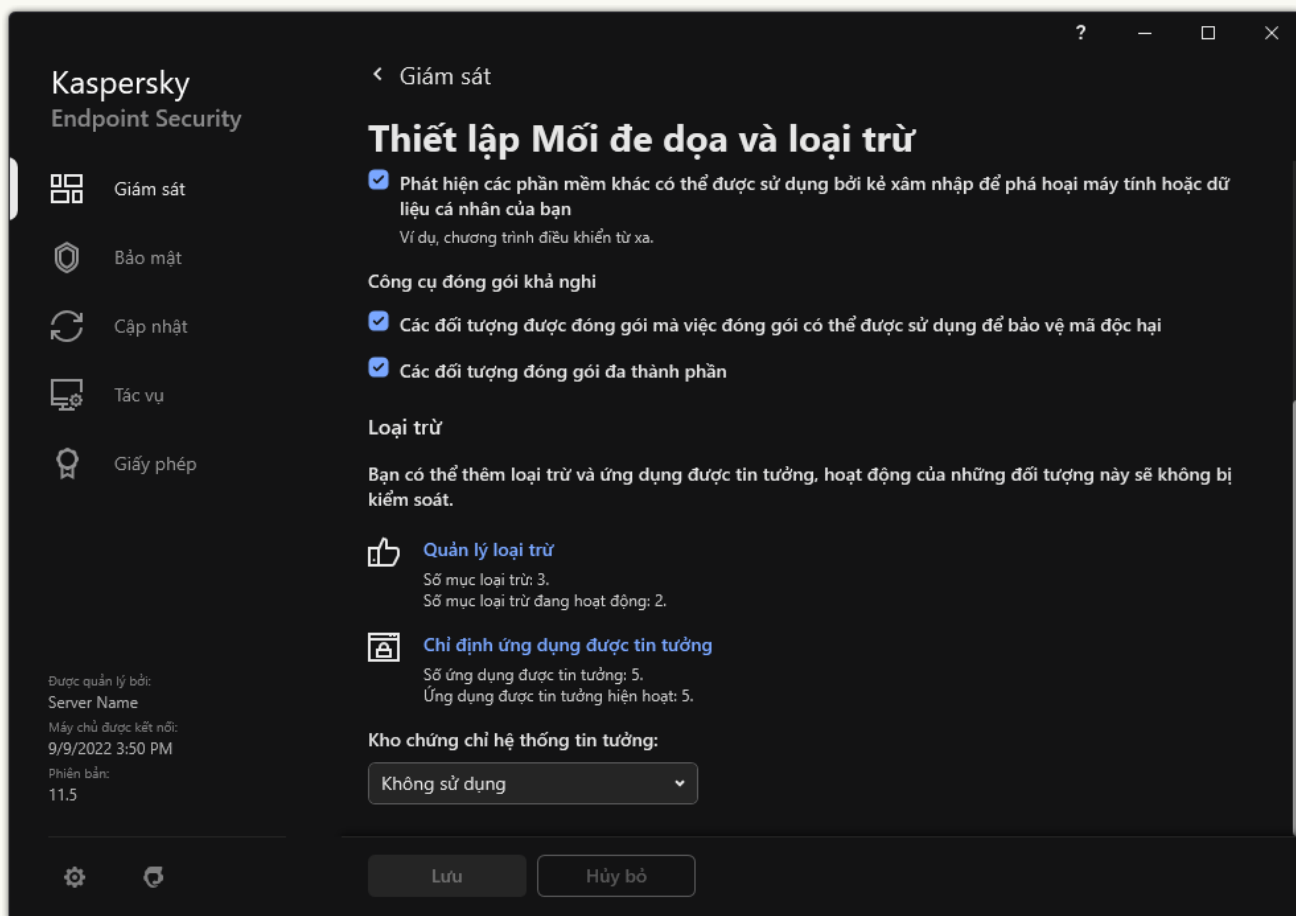 ?
Kaspersky
Endpoint Security
Giám sát
Bảo mật
Cập nhật
Tác vụ
Giấy phép
Được quản lý bởi:
Server Name
Máy chủ được kết nối:
9/9/2022 3:50 PM
Phiên bản:
11.5
Giám sát
Thiết lập Mối đe dọa và loại trừ
Phát hiện các phần mềm khác có thể được sử dụng bởi kẻ xâm nhập để phá hoại máy tính hoặc dữ
liệu cá nhân của bạn
Ví dụ, chương trình điều khiển từ xa.
Công cụ đóng gói khả nghi
Các đối tượng được đóng gói mà việc đóng gói có thể được sử dụng để bảo vệ mã độc hại
Các đối tượng đóng gói đa thành phần
Loại trừ
Bạn có thể thêm loại trừ và ứng dụng được tin tưởng, hoạt động của những đối tượng này sẽ không bị
kiểm soát.
Quản lý loại trừ
Số mục loại trừ: 3.
Số mục loại trừ đang hoạt động: 2.
Chỉ định ứng dụng được tin tưởng
Số ứng dụng được tin tưởng: 5.
Ứng dụng được tin tưởng hiện hoạt: 5.
Kho chứng chỉ hệ thống tin tưởng:
Không sử dụng
Lưu
Hủy bỏ